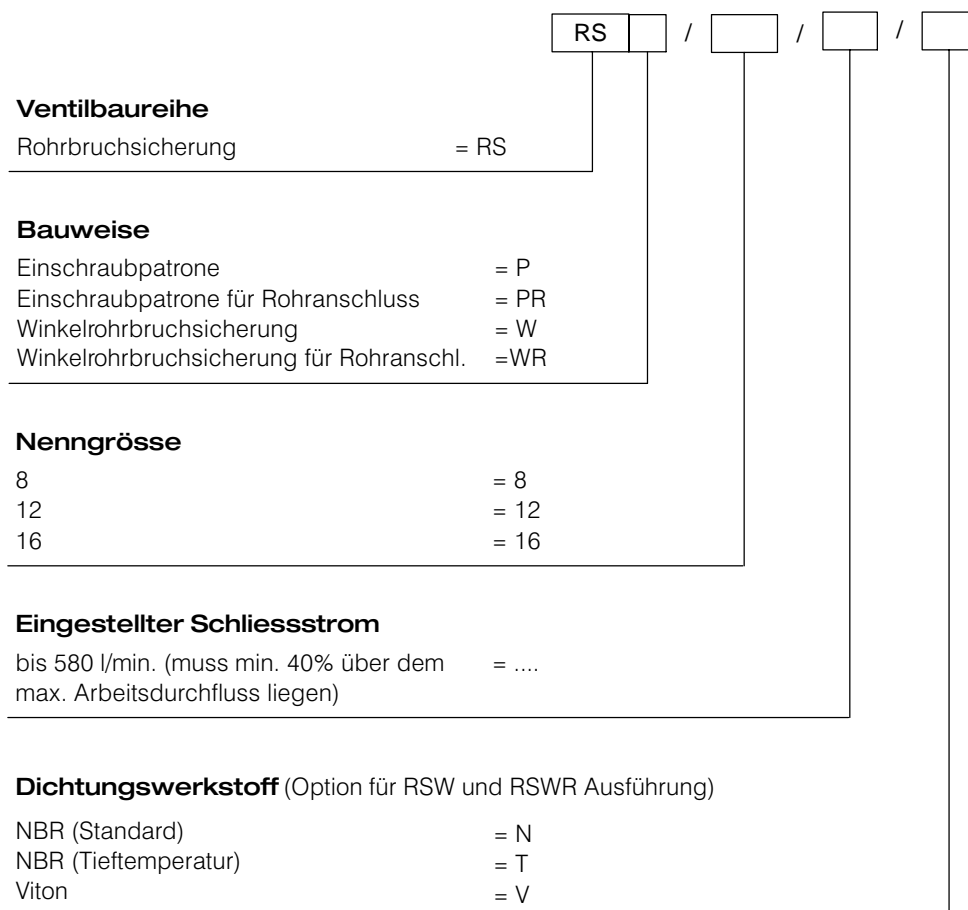 RS / / /
Ventilbaureihe
Rohrbruchsicherung = RS
Bauweise
Einschraubpatrone = P
Einschraubpatrone für Rohranschluss = PR
Winkelrohrbruchsicherung = W
Winkelrohrbruchsicherung für Rohranschl. =WR
Nenngrösse
8 = 8
12 = 12
16 = 16
Eingestellter Schliessstrom
bis 580 l/min. (muss min. 40% über dem = ....
max. Arbeitsdurchfluss liegen)
Dichtungswerkstoff (Option für RSW und RSWR Ausführung)
NBR (Standard) = N
NBR (Tieftemperatur) = T
Viton = V